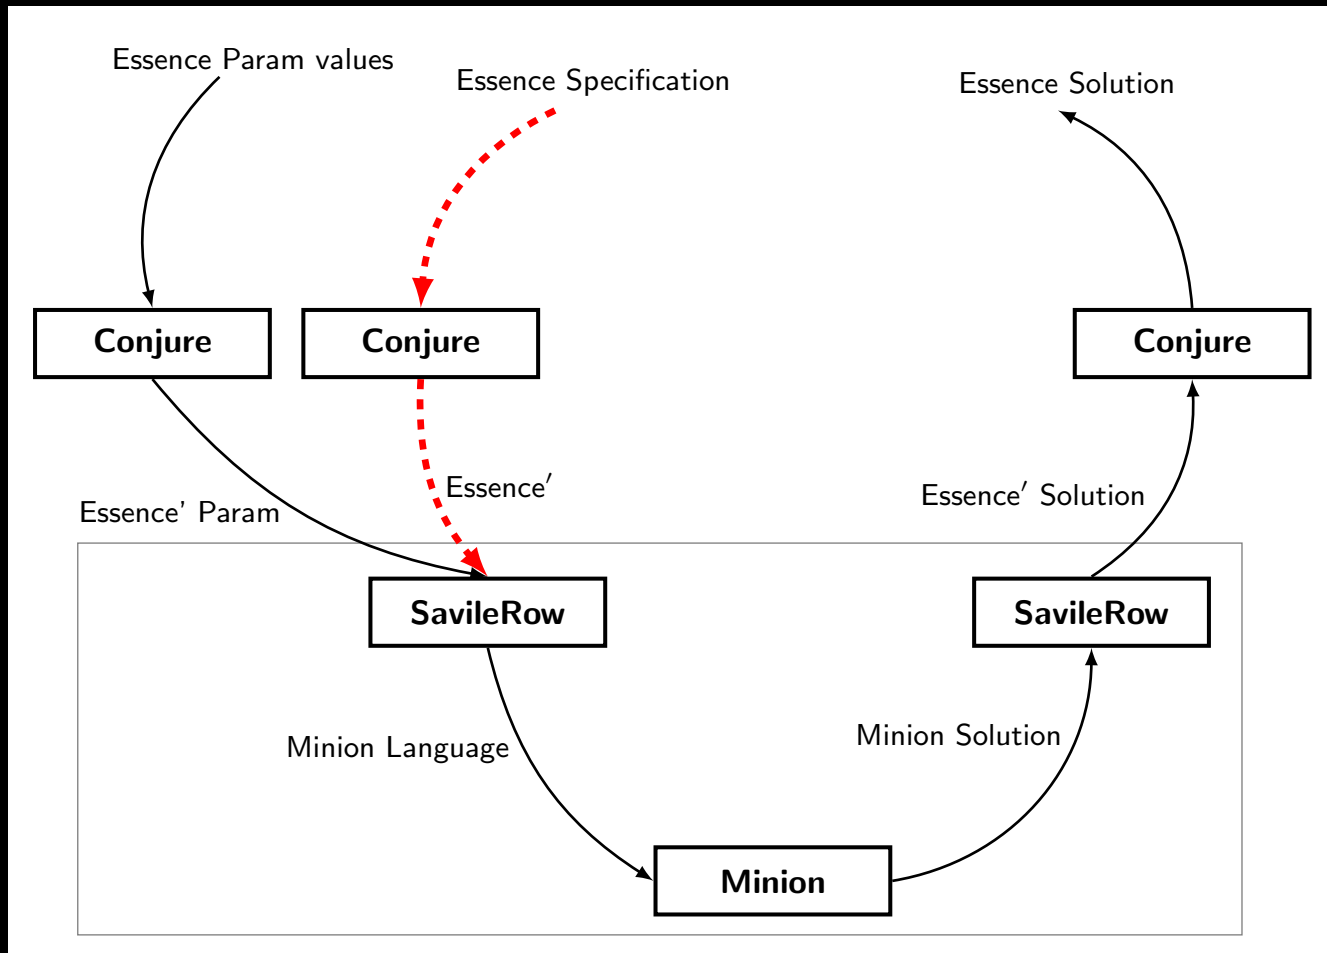 Essence Param values
Essence Specification
Essence Solution
Conjure
Conjure
Conjure
Essence′
Essence′ Solution
Essence' Param
SavileRow
SavileRow
Minion Solution
Minion Language
Minion